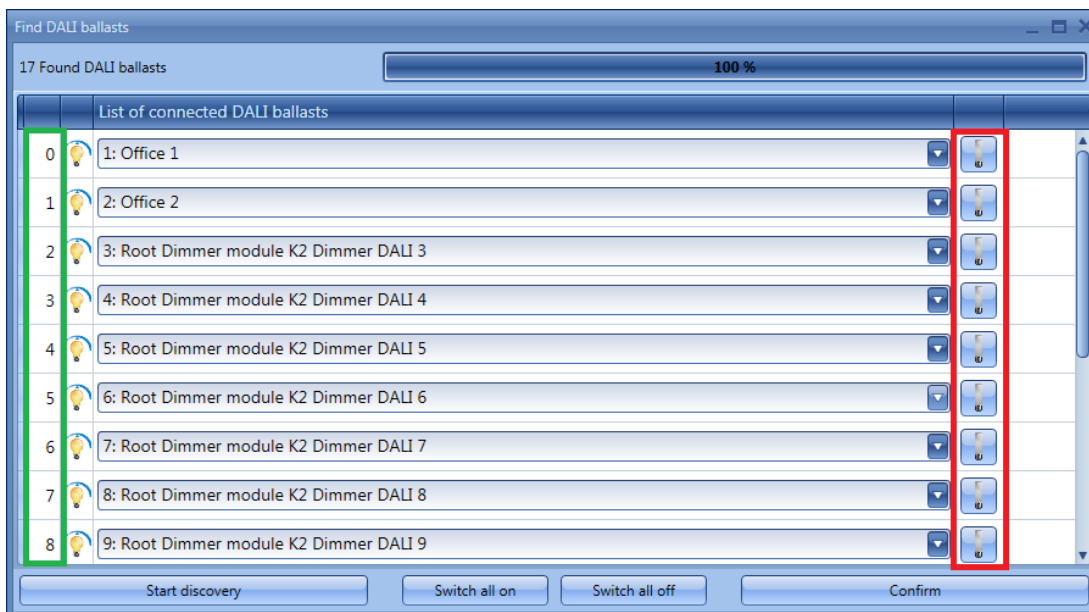 Find DALI ballasts
17 Found DALI ballasts
100 %
List of connected DALI ballasts
0 1: Office 1
1 2: Office 2
2 3: Root Dimmer module K2 Dimmer DALI 3
3 4: Root Dimmer module K2 Dimmer DALI 4
4 5: Root Dimmer module K2 Dimmer DALI 5
5 6: Root Dimmer module K2 Dimmer DALI 6
6 7: Root Dimmer module K2 Dimmer DALI 7
7 8: Root Dimmer module K2 Dimmer DALI 8
8 9: Root Dimmer module K2 Dimmer DALI 9
Start discovery Switch all on Switch all off Confirm